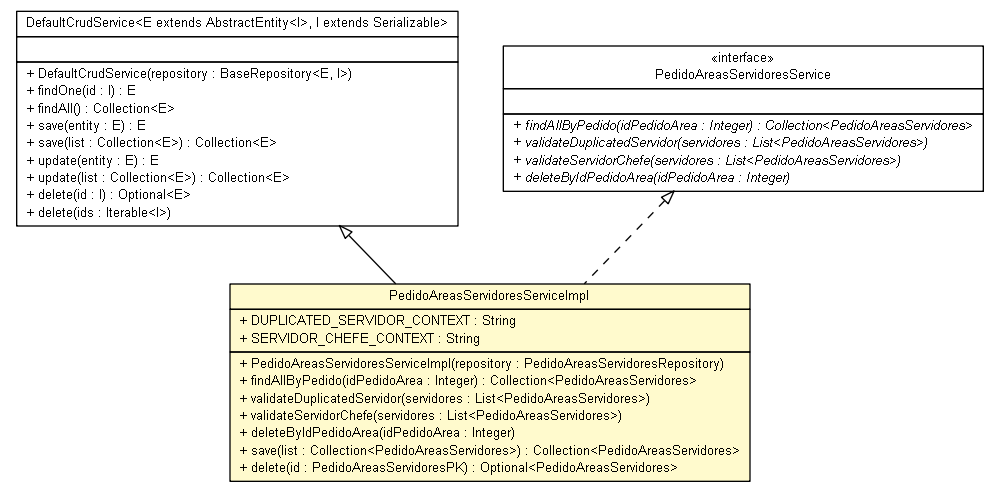 DefaultCrudService<E extends AbstractEntity<I>, I extends Serializable>
+ DefaultCrudService(repository : BaseRepository<E, I>)
+ findOne(id : I) : E
+ findAll() : Collection<E>
+ save(entity : E) : E
+ save(list : Collection<E>) : Collection<E>
+ update(entity : E) : E
+ update(list : Collection<E>) : Collection<E>
+ delete(id : I) : Optional<E>
+ delete(ids : Iterable<I>)
«interface»
PedidoAreasServidoresService
+ findAllByPedido(idPedidoArea : Integer) : Collection<PedidoAreasServidores>
+ validateDuplicatedServidor(servidores : List<PedidoAreasServidores>)
+ validateServidorChefe(servidores : List<PedidoAreasServidores>)
+ deleteByIdPedidoArea(idPedidoArea : Integer)
PedidoAreasServidoresServiceImpl
+ DUPLICATED_SERVIDOR_CONTEXT : String
+ SERVIDOR_CHEFE_CONTEXT : String
+ PedidoAreasServidoresServiceImpl(repository : PedidoAreasServidoresRepository)
+ findAllByPedido(idPedidoArea : Integer) : Collection<PedidoAreasServidores>
+ validateDuplicatedServidor(servidores : List<PedidoAreasServidores>)
+ validateServidorChefe(servidores : List<PedidoAreasServidores>)
+ deleteByIdPedidoArea(idPedidoArea : Integer)
+ save(list : Collection<PedidoAreasServidores>) : Collection<PedidoAreasServidores>
+ delete(id : PedidoAreasServidoresPK) : Optional<PedidoAreasServidores>